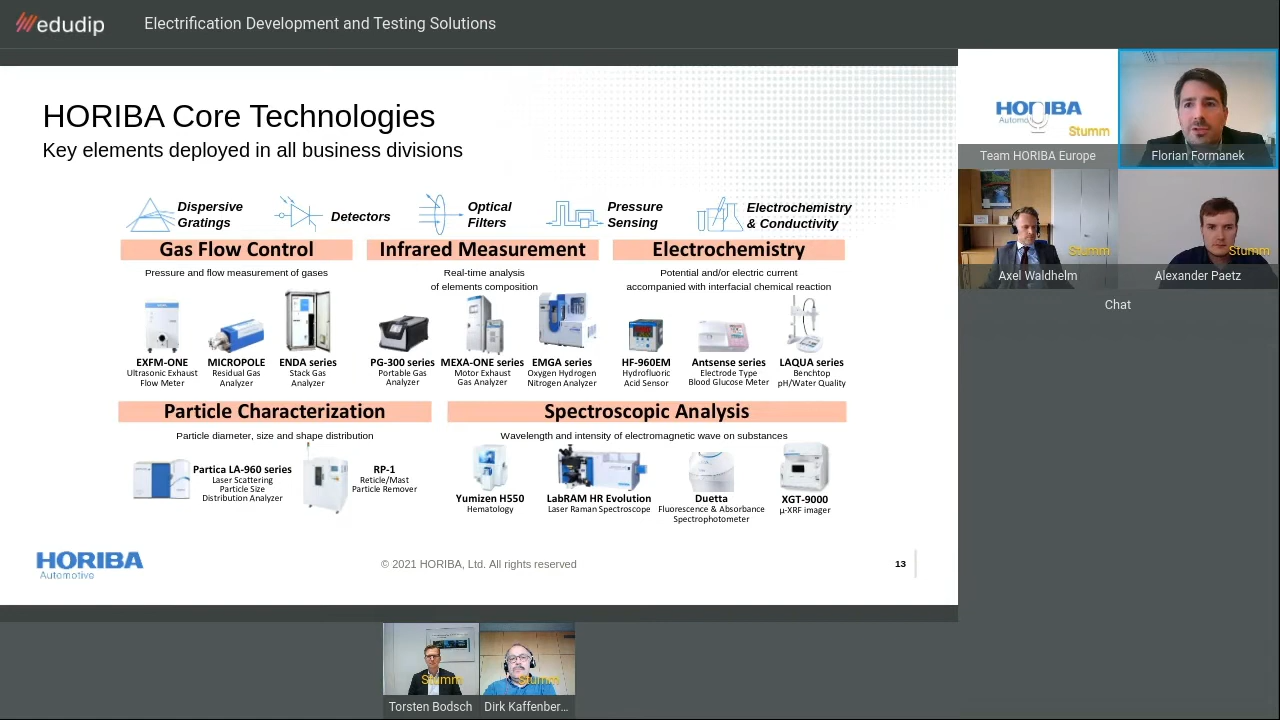 edudip
Electrification Development and Testing Solutions
HORIBA Core Technologies
Key elements deployed in all business divisions
Dispersive
Gratings
Detectors
Optical
Filters
Pressure
Sensing
Electrochemistry
& Conductivity
Gas Flow Control
Pressure and flow measurement of gases
EXFM-ONE
Ultrasonic Exhaust
Flow Meter
MICROPOLE
Residual Gas
Analyzer
ENDA series
Stack Gas
Analyzer
Infrared Measurement
Real-time analysis
of elements composition
PG-300 series
Portable Gas
Analyzer
MEXA-ONE series
Motor Exhaust
Gas Analyzer
EMGA series
Oxygen Hydrogen
Nitrogen Analyzer
Electrochemistry
Potential and/or electric current
accompanied with interfacial chemical reaction
HF-960EM
Hydrofluoric
Acid Sensor
Antsense series
Electrode Type
Blood Glucose Meter
LAQUA series
Benchtop
pH/Water Quality
Particle Characterization
Particle diameter, size and shape distribution
Partica LA-960 series
Laser Scattering
Particle Size
Distribution Analyzer
RP-1
Reticle/Mast
Particle Remover
Spectroscopic Analysis
Wavelength and intensity of electromagnetic wave on substances
Yumizen H550
Hematology
LabRAM HR Evolution
Laser Raman Spectroscope
Duetta
Fluorescence & Absorbance
Spectrophotometer
XGT-9000
μ-XRF imager
HORIBA
Automotive
© 2021 HORIBA, Ltd. All rights reserved
13
HORIBA
Stumm
Team HORIBA Europe
Florian Formanek
Stumm
Axel Waldhelm
Stumm
Alexander Paetz
Chat
Stumm
Torsten Bodsch
Stumm
Dirk Kaffenber...